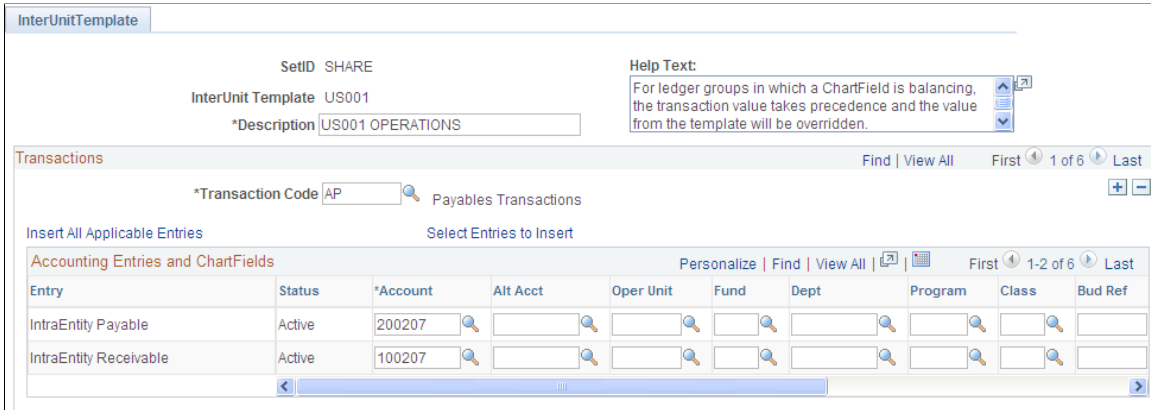 InterUnitTemplate
SetID SHARE
InterUnit Template US001
*Description US001 OPERATIONS
Help Text:
For ledger groups in which a ChartField is balancing,
the transaction value takes precedence and the value
from the template will be overridden.
Transactions
Find | View All First 1 of 6 Last
*Transaction Code AP Payables Transactions
Insert All Applicable Entries Select Entries to Insert
Accounting Entries and ChartFields
Personalize | Find | View All | | First 1-2 of 6 Last
Entry Status *Account Alt Acct Oper Unit Fund Dept Program Class Bud Ref
IntraEntity Payable Active 200207
IntraEntity Receivable Active 100207